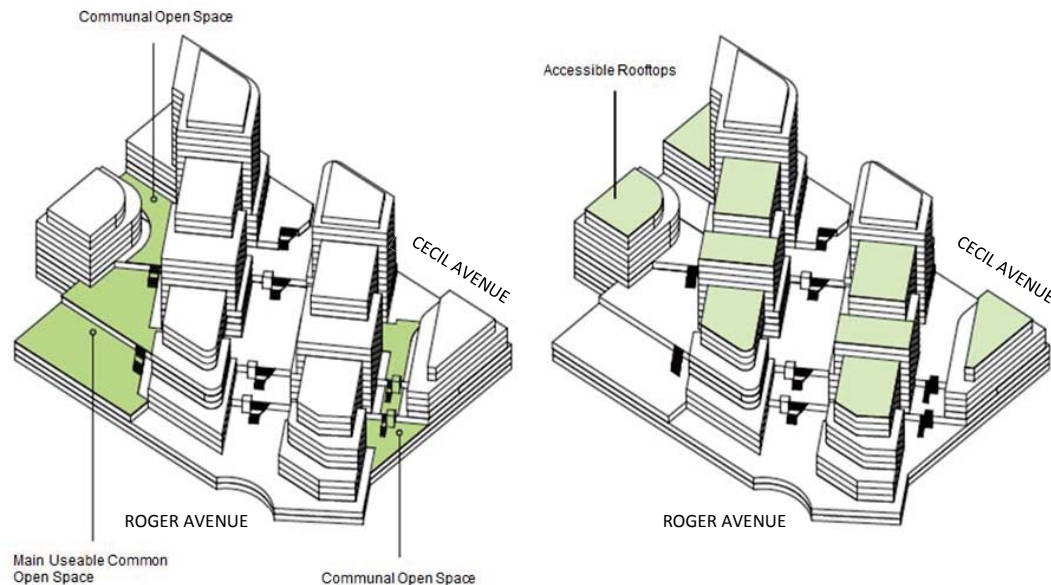 Communal Open Space
CECIL AVENUE
ROGER AVENUE
Main Useable Common
Open Space
Communal Open Space
Accessible Rooftops
CECIL AVENUE
ROGER AVENUE